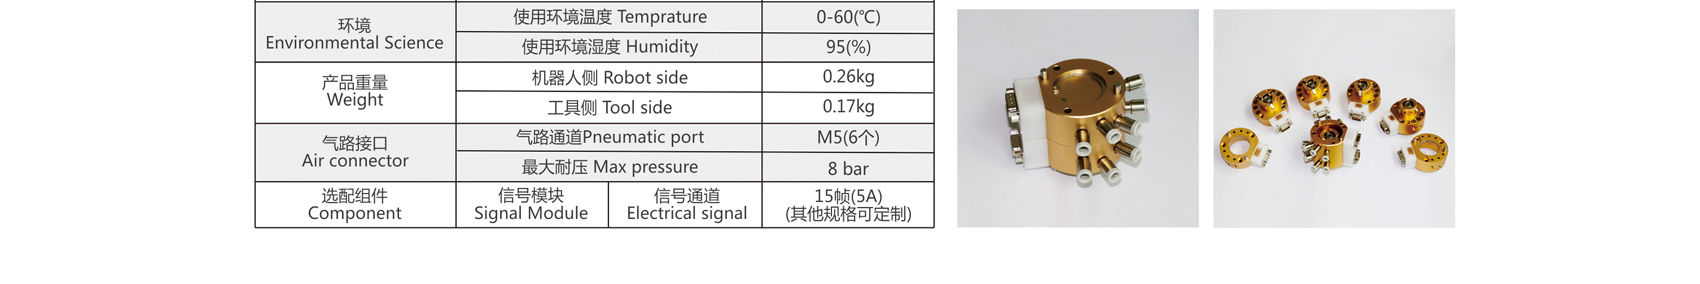 环境
Environmental Science
使用环境温度 Temprature
0-60(℃)
使用环境湿度 Humidity
95(%)
产品重量
Weight
机器人侧 Robot side
0.26kg
工具侧 Tool side
0.17kg
气路接口
Air connector
气路通道Pneumatic port
M5(6个)
最大耐压 Max pressure
8 bar
选配组件
Component
信号模块
Signal Module
信号通道
Electrical signal
15帧(5A)
(其他规格可定制)